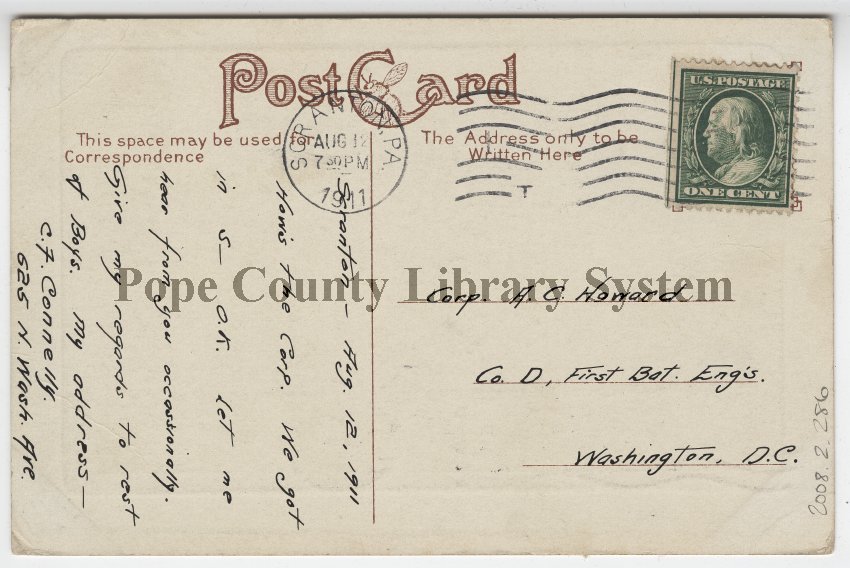 Post Card
This space may be used for
Correspondence
The Address only to be
Written Here
SCRANTON, PA
AUG 12
7 30 PM
1911
U.S. POSTAGE
ONE CENT
Scranton - Aug. 12, 1911
How's the Corp. We got
in s— O.K. Let me
hear from you occassionally.
Give my regards to rest
of Boys. My address—
C.F. Connelly.
625 N. Wash. Ave.
Corp. A. C. Howard
Co. D, First Bat. Eng's.
Washington, D.C.
Pope County Library System
2008.2.286